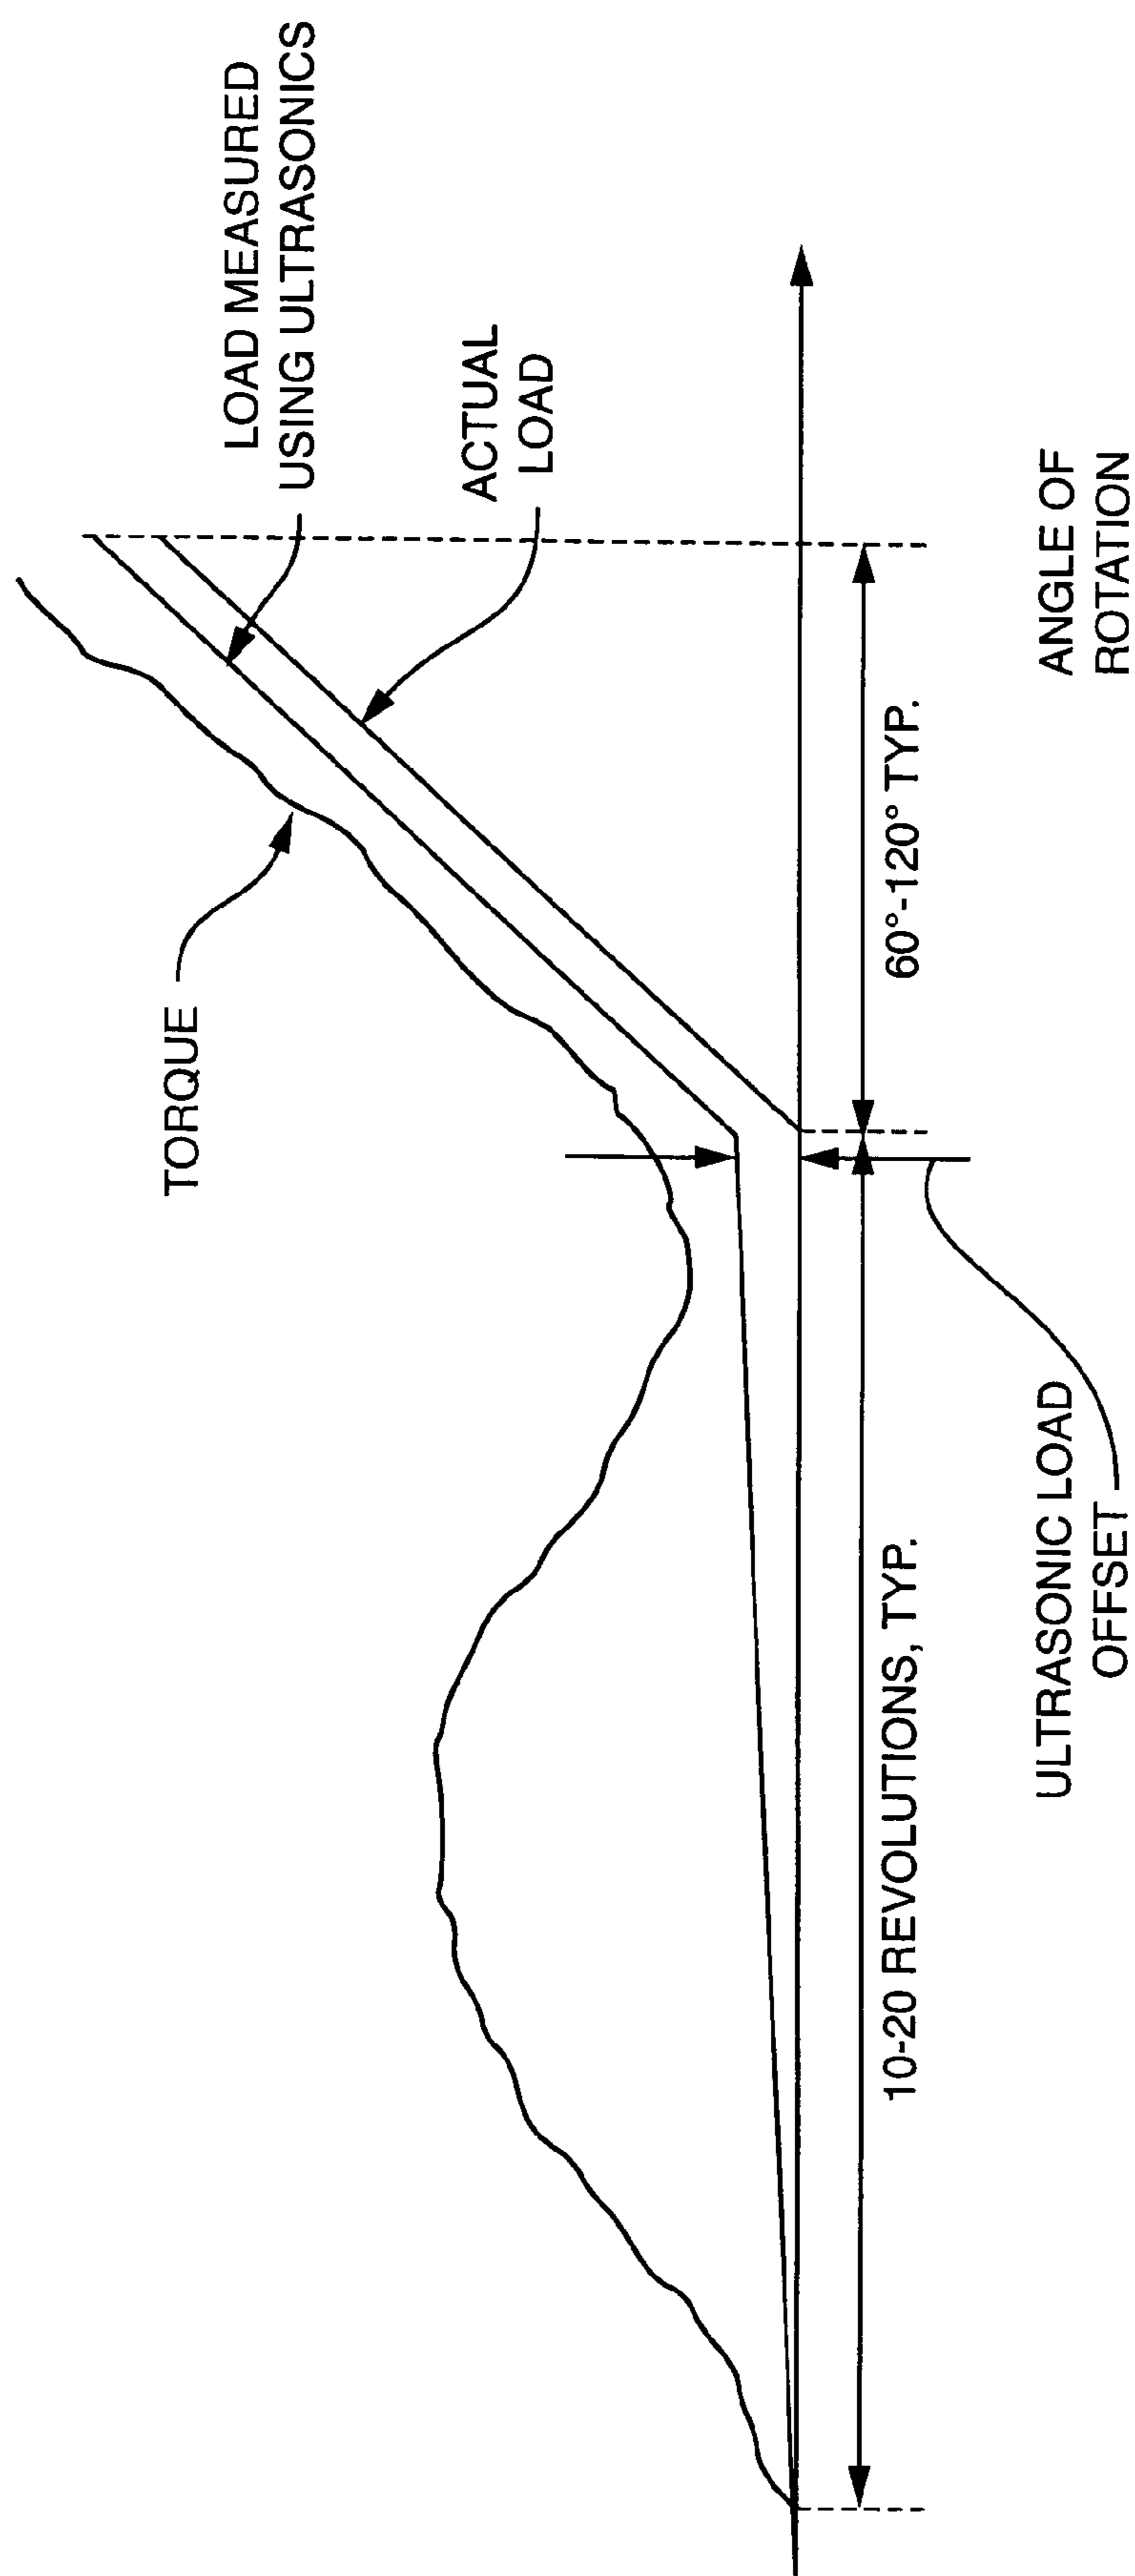 LOAD MEASURED
USING ULTRASONICS
ACTUAL
LOAD
TORQUE
60°-120° TYP.
10-20 REVOLUTIONS, TYP.
ANGLE OF
ROTATION
ULTRASONIC LOAD
OFFSET